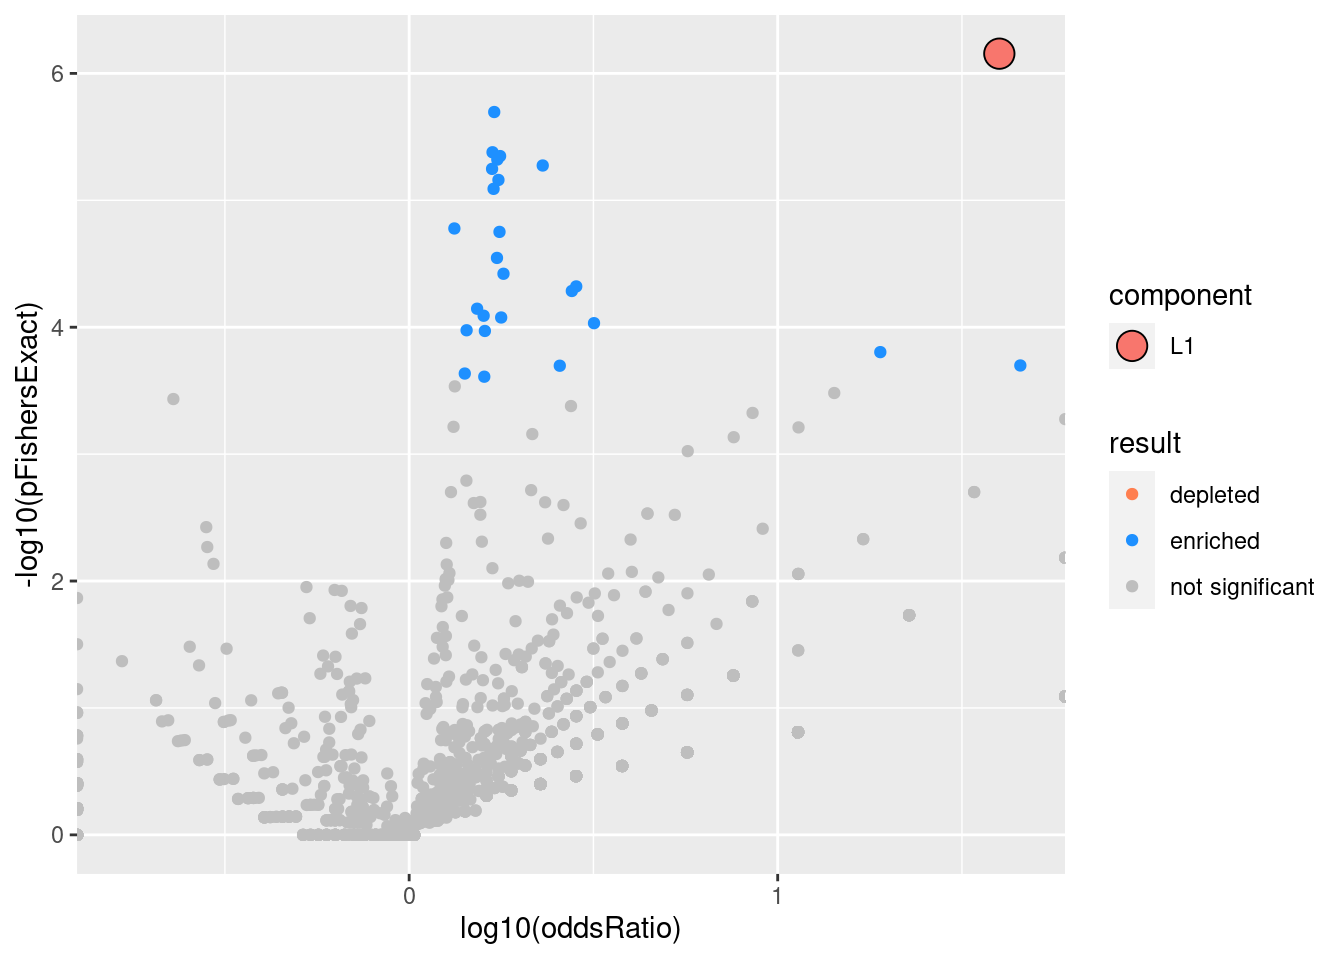 6
4
2
0
-log10(pFishersExact)
0
1
log10(oddsRatio)
component
L1
result
depleted
enriched
not significant